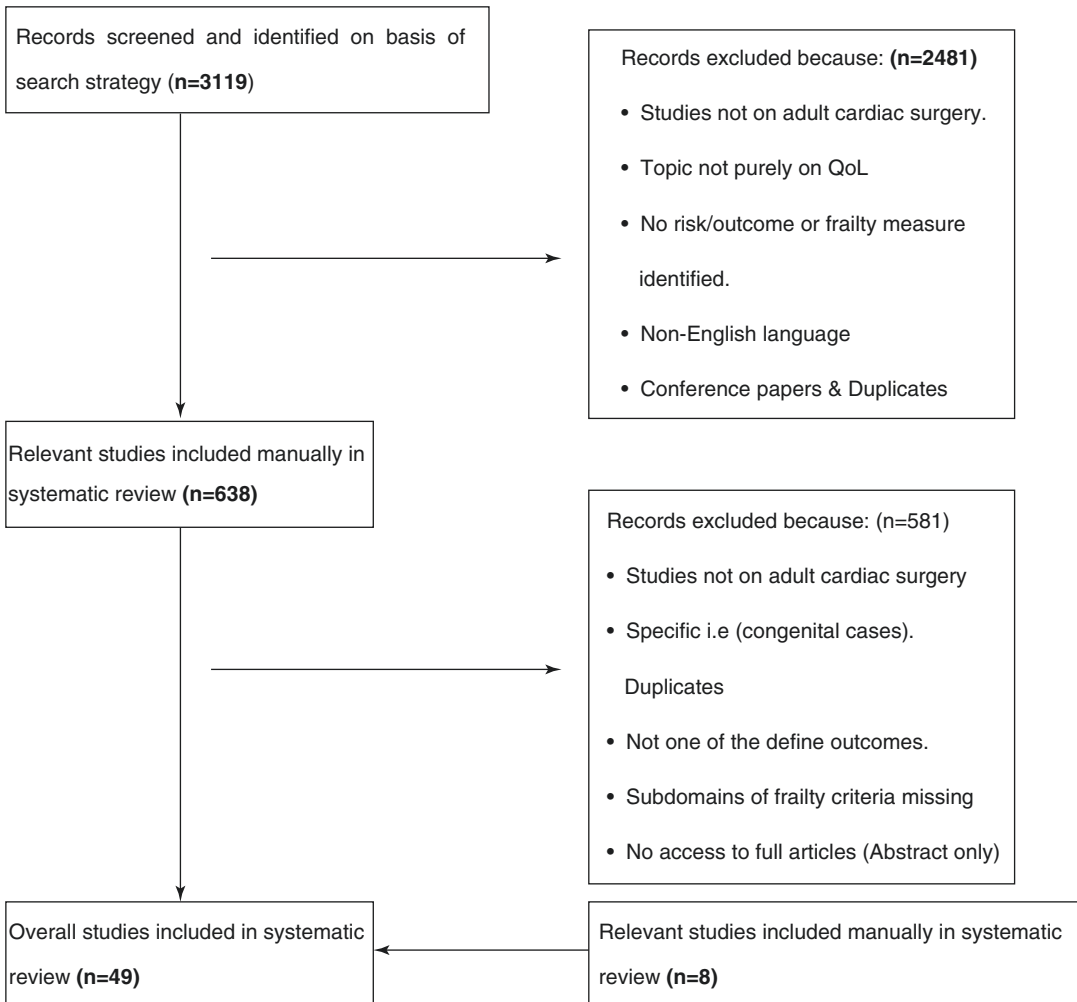 Records screened and identified on basis of
search strategy (n=3119)
Records excluded because: (n=2481)
• Studies not on adult cardiac surgery.
• Topic not purely on QoL
• No risk/outcome or frailty measure
identified.
• Non-English language
• Conference papers & Duplicates
Relevant studies included manually in
systematic review (n=638)
Records excluded because: (n=581)
• Studies not on adult cardiac surgery
• Specific i.e (congenital cases).
Duplicates
• Not one of the define outcomes.
• Subdomains of frailty criteria missing
• No access to full articles (Abstract only)
Overall studies included in systematic
review (n=49)
Relevant studies included manually in systematic
review (n=8)